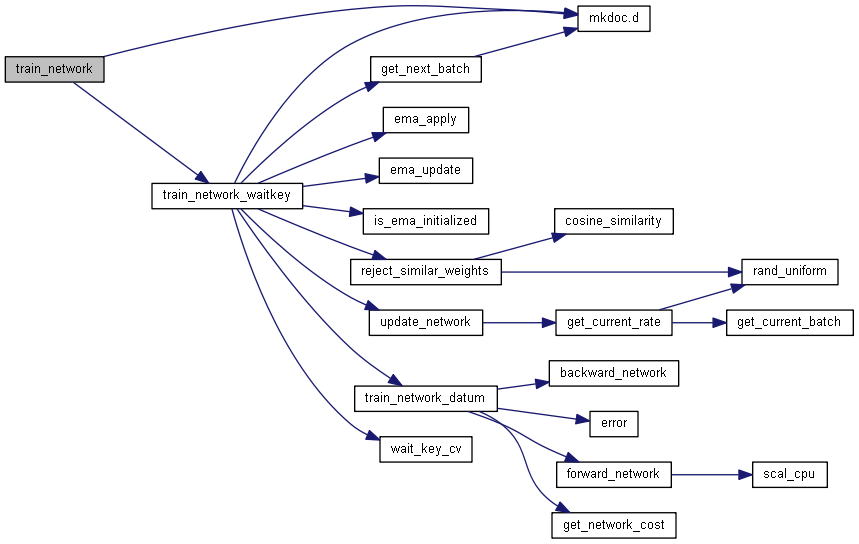 mkdoc.d
train_network
get_next_batch
ema_apply
ema_update
train_network_waitkey
is_ema_initialized
cosine_similarity
reject_similar_weights
rand_uniform
update_network
get_current_rate
get_current_batch
backward_network
train_network_datum
error
wait_key_cv
forward_network
scal_cpu
get_network_cost